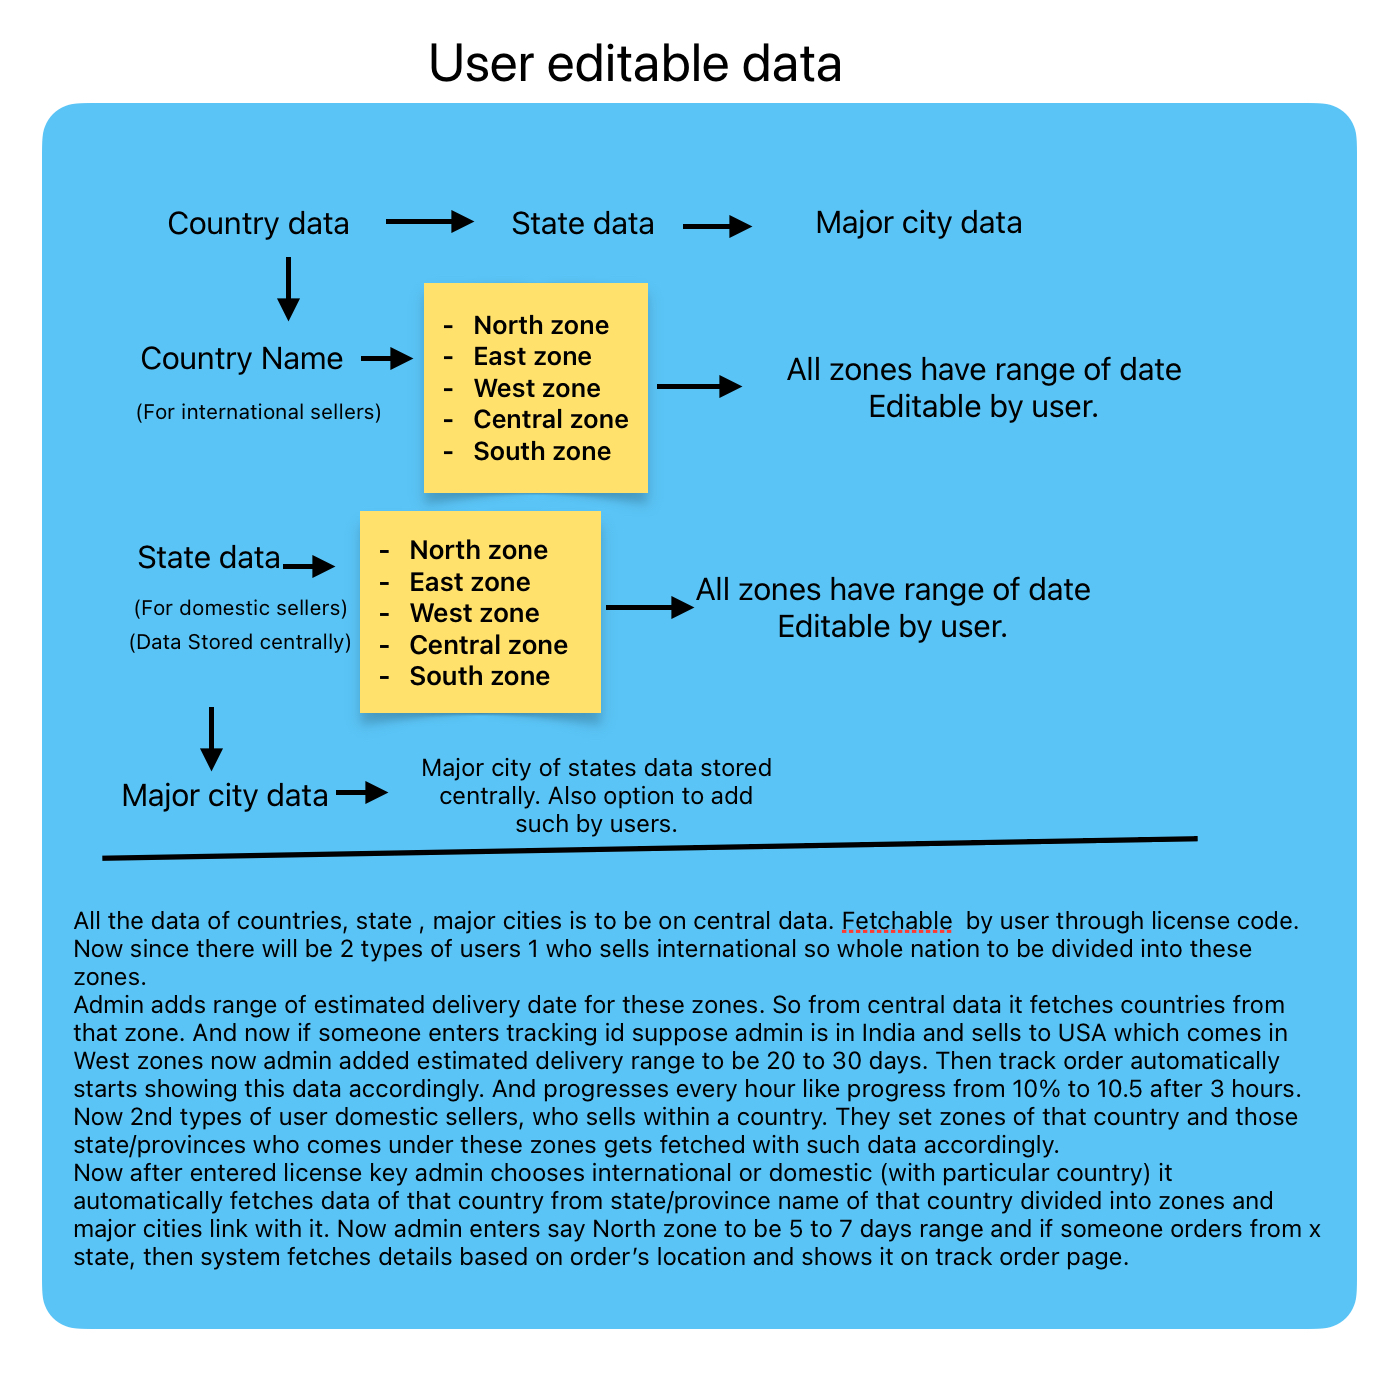 User editable data
Country data
State data
Major city data
Country Name
(For international sellers)
- North zone
- East zone
- West zone
- Central zone
- South zone
All zones have range of date
Editable by user.
State data
(For domestic sellers)
(Data Stored centrally)
- North zone
- East zone
- West zone
- Central zone
- South zone
All zones have range of date
Editable by user.
Major city data
Major city of states data stored
centrally. Also option to add
such by users.
All the data of countries, state , major cities is to be on central data. Fetchable  by user through license code.
Now since there will be 2 types of users 1 who sells international so whole nation to be divided into these
zones.
Admin adds range of estimated delivery date for these zones. So from central data it fetches countries from
that zone. And now if someone enters tracking id suppose admin is in India and sells to USA which comes in
West zones now admin added estimated delivery range to be 20 to 30 days. Then track order automatically
starts showing this data accordingly. And progresses every hour like progress from 10% to 10.5 after 3 hours.
Now 2nd types of user domestic sellers, who sells within a country. They set zones of that country and those
state/provinces who comes under these zones gets fetched with such data accordingly.
Now after entered license key admin chooses international or domestic (with particular country) it
automatically fetches data of that country from state/province name of that country divided into zones and
major cities link with it. Now admin enters say North zone to be 5 to 7 days range and if someone orders from x
state, then system fetches details based on order’s location and shows it on track order page.